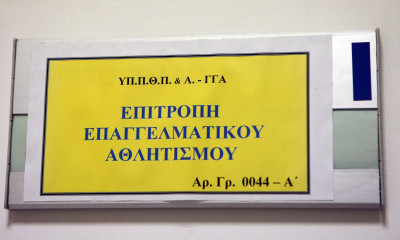 ΥΠ.Π.Θ.Π. & Α. - ΓΓΑ
ΕΠΙΤΡΟΠΗ
ΕΠΑΓΓΕΛΜΑΤΙΚΟΥ
ΑΘΛΗΤΙΣΜΟΥ
Αρ. Γρ. 0044 – Α΄